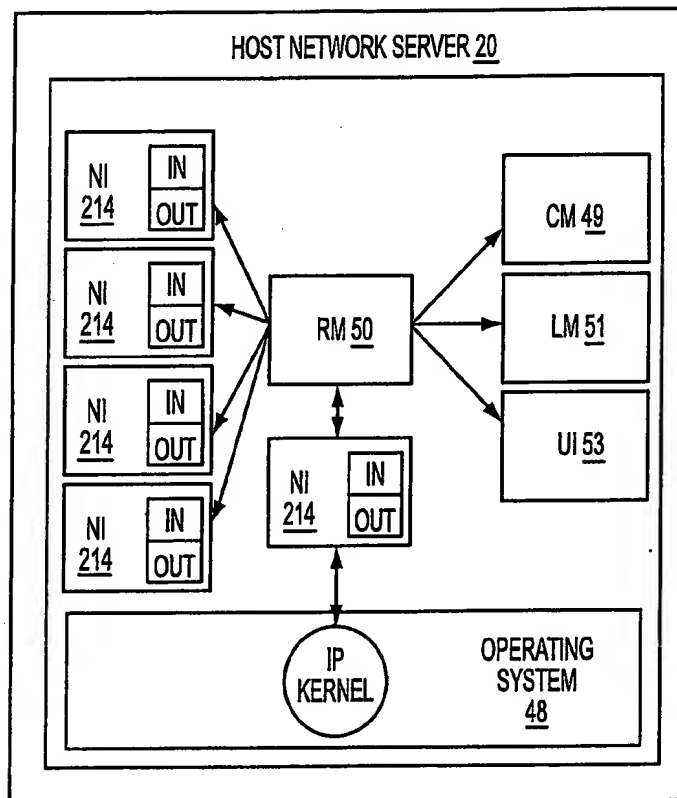 HOST NETWORK SERVER 20
NI
214
IN
OUT
NI
214
IN
OUT
NI
214
IN
OUT
NI
214
IN
OUT
RM 50
NI
214
IN
OUT
CM 49
LM 51
UI 53
IP
KERNEL
OPERATING
SYSTEM
48